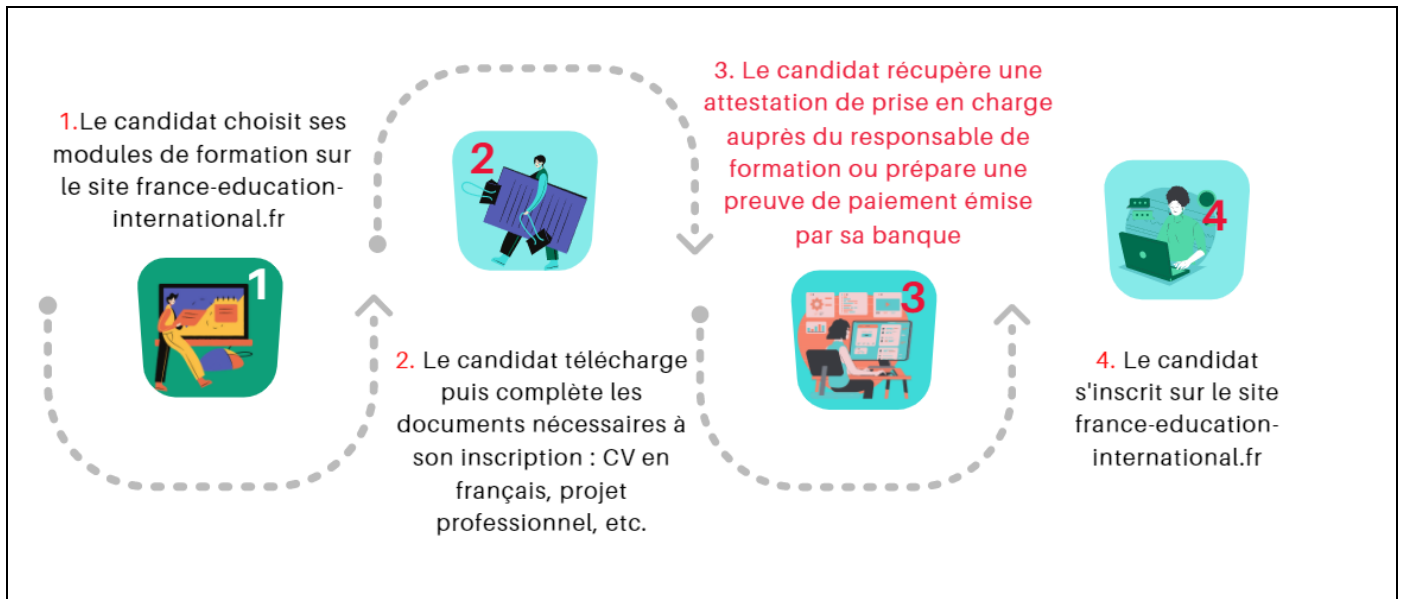 1.Le candidat choisit ses
modules de formation sur
le site france-education-
international.fr
1
2
2. Le candidat télécharge
puis complète les
documents nécessaires à
son inscription : CV en
français, projet
professionnel, etc.
3. Le candidat récupère une
attestation de prise en charge
auprès du responsable de
formation ou prépare une
preuve de paiement émise
par sa banque
3
4
4. Le candidat
s'inscrit sur le site
france-education-
international.fr